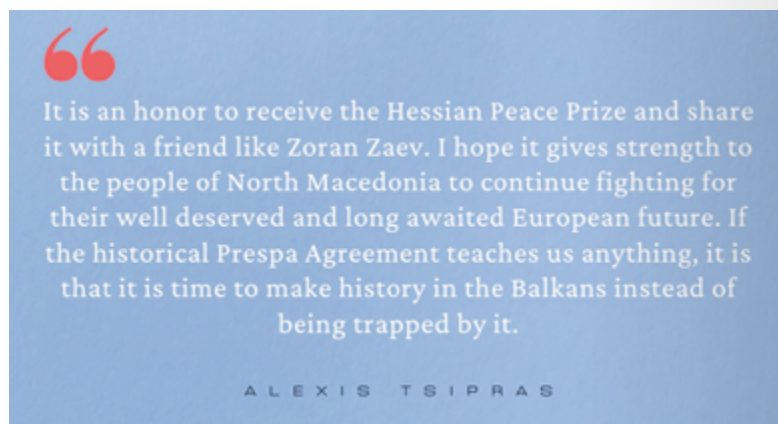 “
It is an honor to receive the Hessian Peace Prize and share
it with a friend like Zoran Zaev. I hope it gives strength to
the people of North Macedonia to continue fighting for
their well deserved and long awaited European future. If
the historical Prespa Agreement teaches us anything, it is
that it is time to make history in the Balkans instead of
being trapped by it.
ALEXIS TSIPRAS